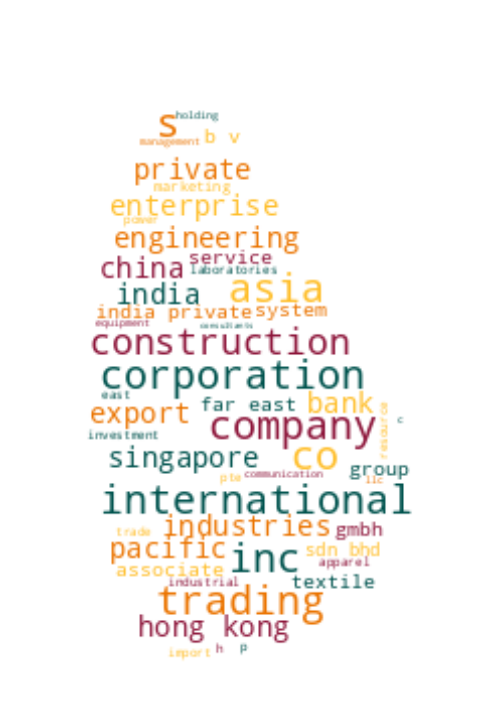 holding
s
management b v
private
marketing
enterprise
power
engineering
service
china laboratories
india asia
india private system
equipment consultants
construction
corporation
east
far east bank
export resource
company c
investment
singapore co
group
pte communication llc
international
industries gmbh
trade
pacific inc sdn bhd
associate apparel
industrial textile
trading
hong kong
import h p